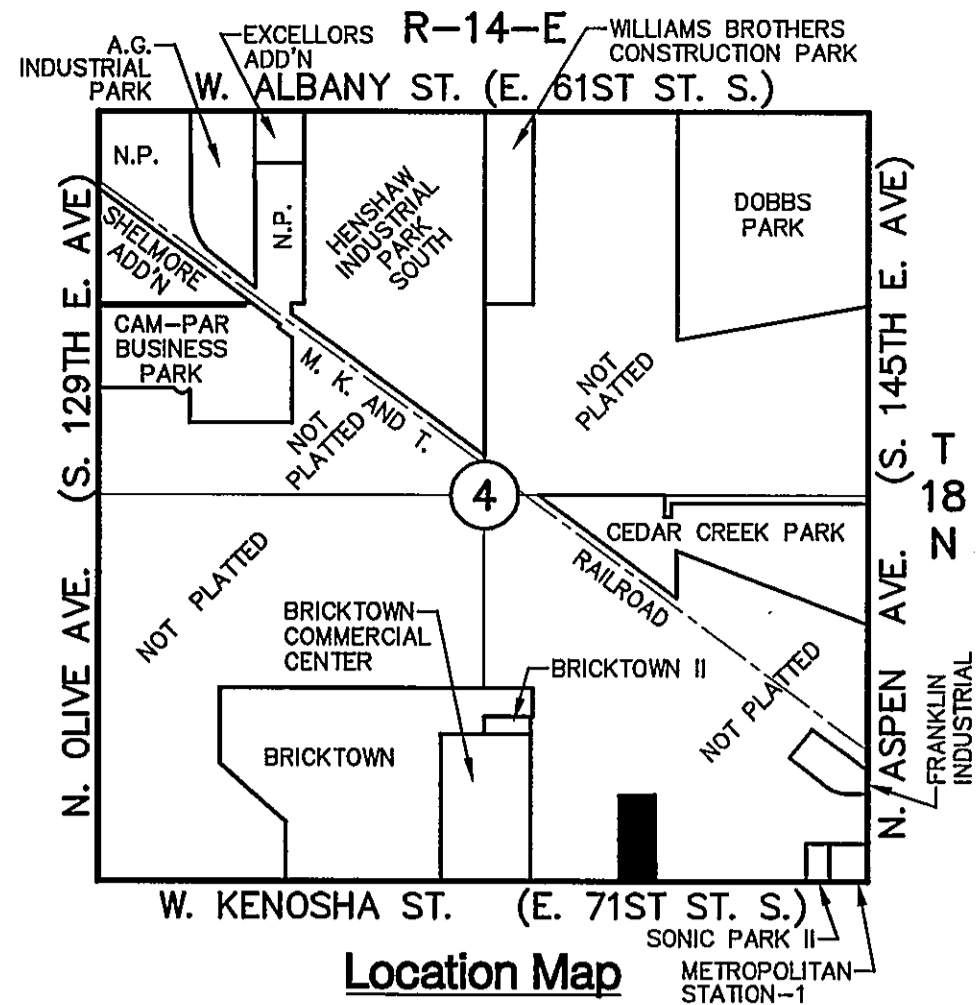 R-14-E
A.G.
INDUSTRIAL
PARK
EXCELLORS
ADD'N
WILLIAMS BROTHERS
CONSTRUCTION PARK
W. ALBANY ST. (E. 61ST ST. S.)
N.P.
N.P.
SHELMORE
ADD'N
HENSHAW
INDUSTRIAL
PARK
SOUTH
DOBBS
PARK
CAM-PAR
BUSINESS
PARK
M. K. AND T.
NOT
PLATTED
NOT
PLATTED
N. OLIVE AVE. (S. 129TH E. AVE)
N. ASPEN AVE. (S. 145TH E. AVE)
T
18
N
4
CEDAR CREEK PARK
RAILROAD
NOT PLATTED
BRICKTOWN
COMMERCIAL
CENTER
BRICKTOWN II
NOT PLATTED
BRICKTOWN
FRANKLIN
INDUSTRIAL
W. KENOSHA ST. (E. 71ST ST. S.)
SONIC PARK II
METROPOLITAN
STATION-1
Location Map